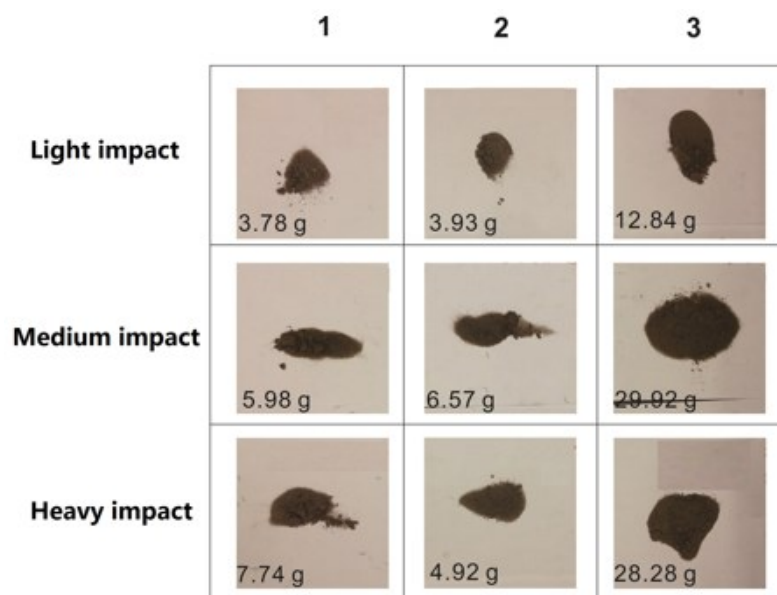 1 2 3
Light impact
3.78 g 3.93 g 12.84 g
Medium impact
5.98 g 6.57 g 29.92 g
Heavy impact
7.74 g 4.92 g 28.28 g